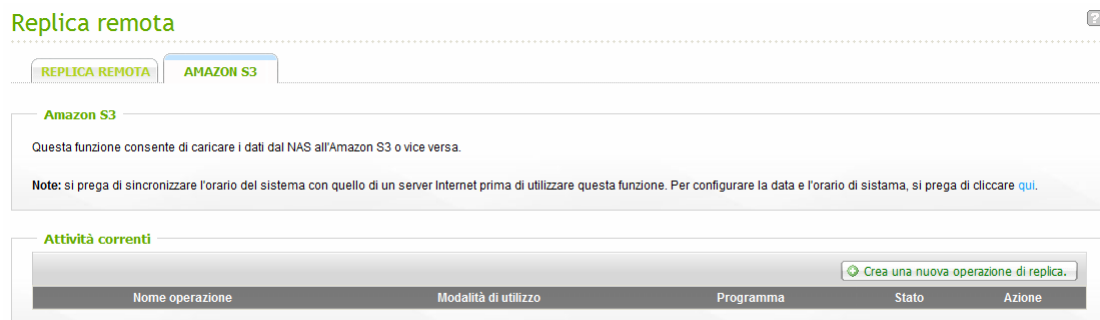 Replica remota
?
REPLICA REMOTA
AMAZON S3
Amazon S3
Questa funzione consente di caricare i dati dal NAS all'Amazon S3 o vice versa.
Note: si prega di sincronizzare l'orario del sistema con quello di un server Internet prima di utilizzare questa funzione. Per configurare la data e l'orario di sistama, si prega di cliccare qui.
Attività correnti
Crea una nuova operazione di replica.
Nome operazione Modalità di utilizzo Programma Stato Azione